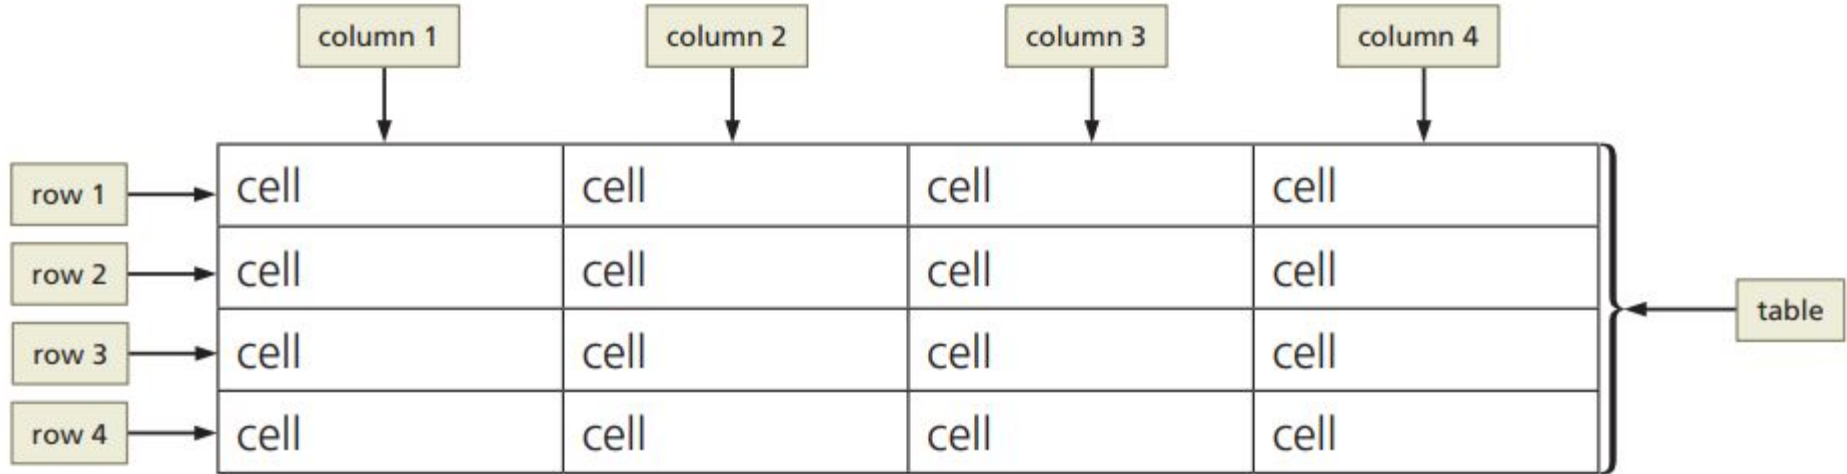 column 1 column 2 column 3 column 4
row 1 cell cell cell cell
row 2 cell cell cell cell
table
row 3 cell cell cell cell
row 4 cell cell cell cell